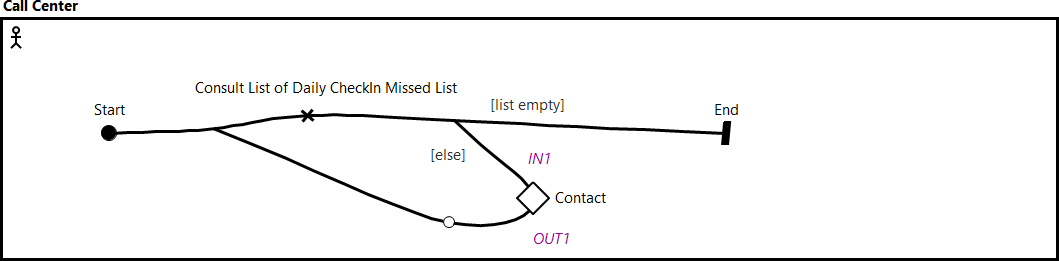 Call Center
Consult List of Daily CheckIn Missed List
Start
[list empty]
End
[else]
IN1
Contact
OUT1